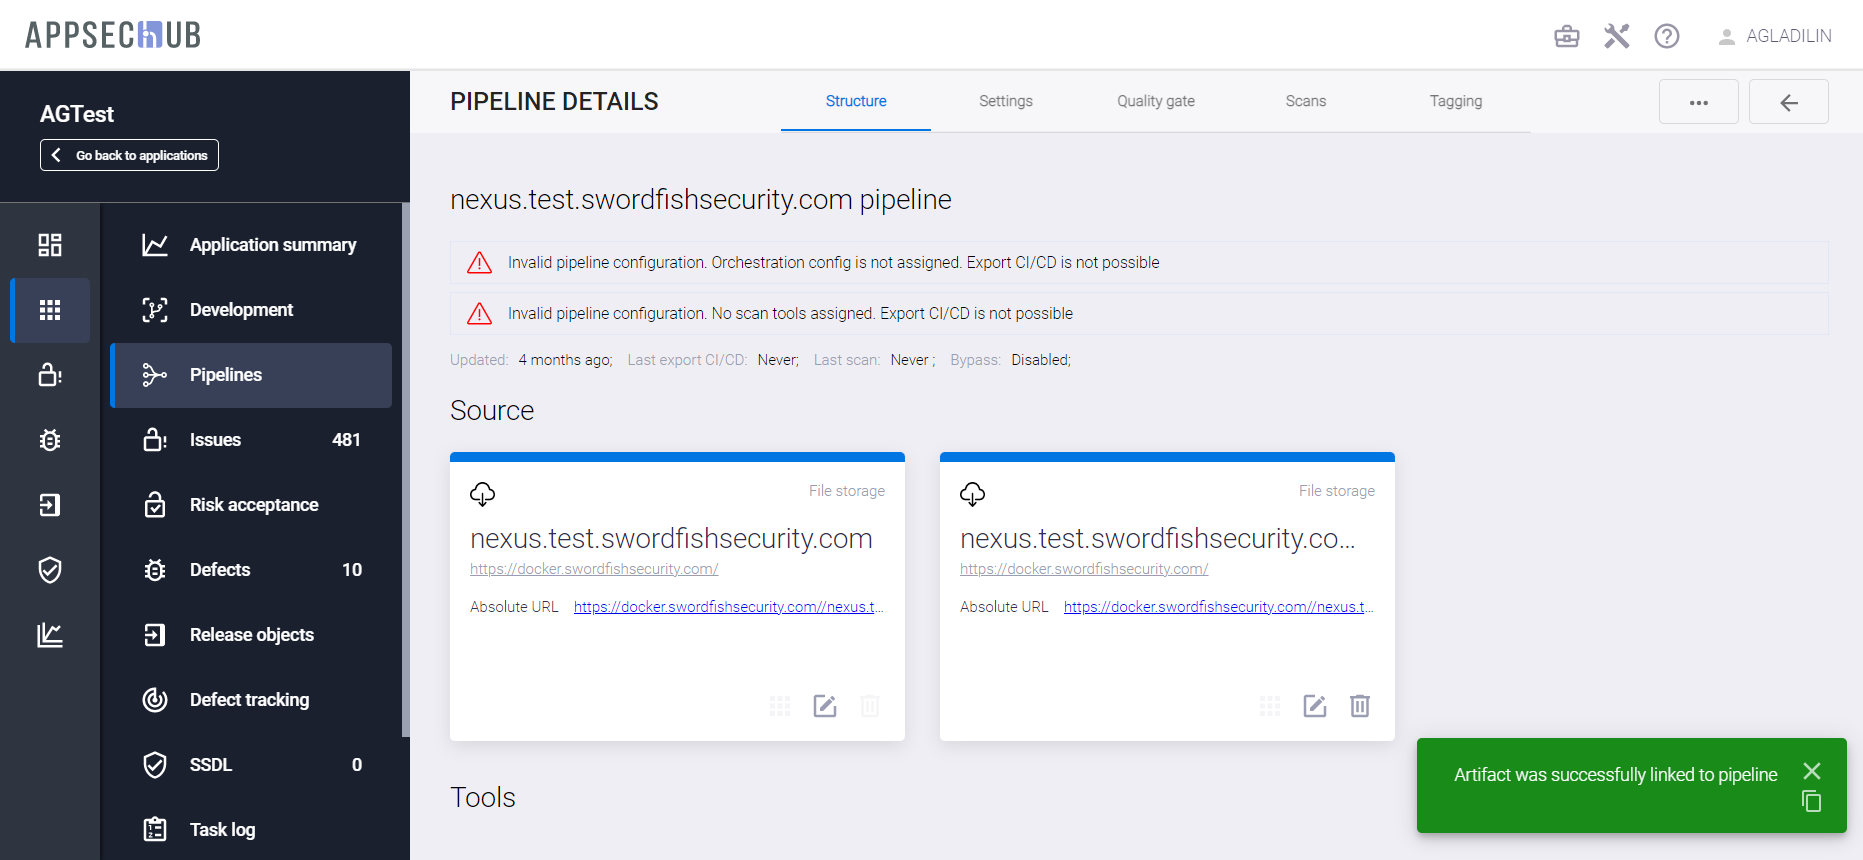 APPSECHUB
AGLADILIN
AGTest
Go back to applications
Application summary
Development
Pipelines
Issues 481
Risk acceptance
Defects 10
Release objects
Defect tracking
SSDL 0
Task log
PIPELINE DETAILS
Structure
Settings
Quality gate
Scans
Tagging
nexus.test.swordfishsecurity.com pipeline
Invalid pipeline configuration. Orchestration config is not assigned. Export CI/CD is not possible
Invalid pipeline configuration. No scan tools assigned. Export CI/CD is not possible
Updated: 4 months ago; Last export CI/CD: Never; Last scan: Never ; Bypass: Disabled;
Source
File storage
nexus.test.swordfishsecurity.com
https://docker.swordfishsecurity.com/
Absolute URL https://docker.swordfishsecurity.com//nexus.t...
File storage
nexus.test.swordfishsecurity.co...
https://docker.swordfishsecurity.com/
Absolute URL https://docker.swordfishsecurity.com//nexus.t...
Tools
Artifact was successfully linked to pipeline